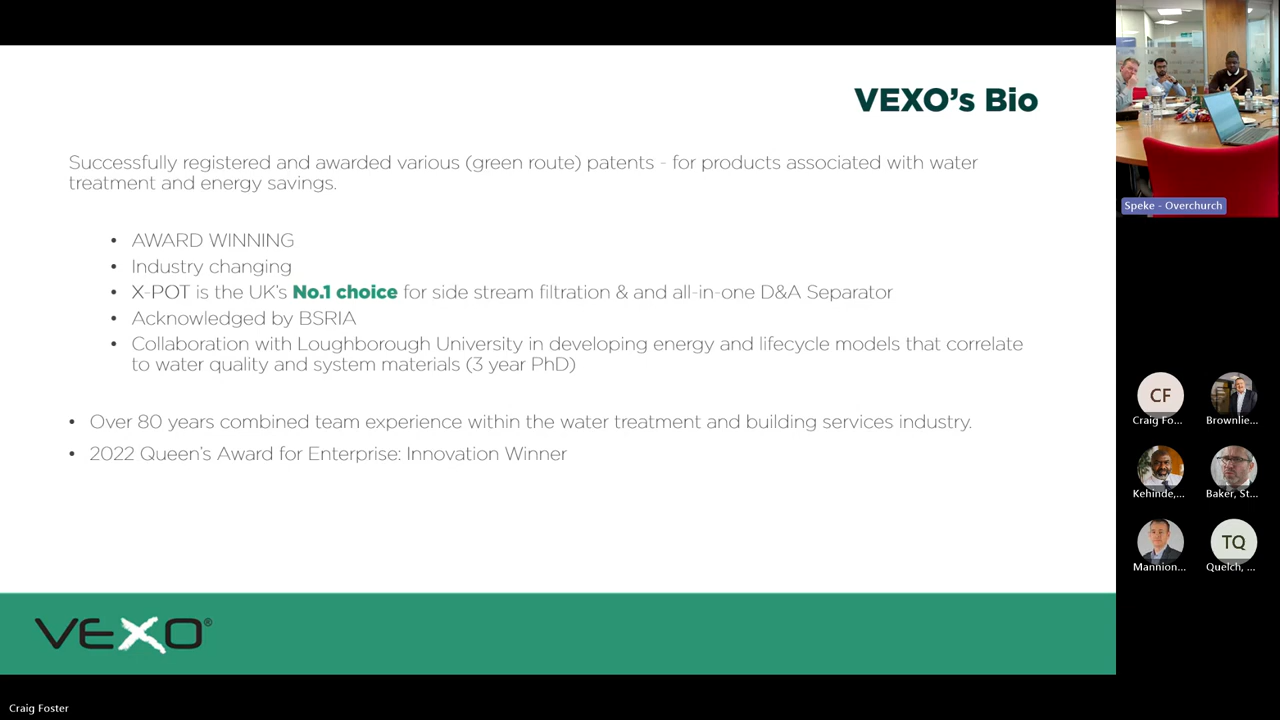 VEXO's Bio
Successfully registered and awarded various (green route) patents - for products associated with water
treatment and energy savings.
• AWARD WINNING
• Industry changing
• X-POT is the UK's No.1 choice for side stream filtration & and all-in-one D&A Separator
• Acknowledged by BSRIA
• Collaboration with Loughborough University in developing energy and lifecycle models that correlate
to water quality and system materials (3 year PhD)
• Over 80 years combined team experience within the water treatment and building services industry.
• 2022 Queen's Award for Enterprise: Innovation Winner
VEXO®
Craig Foster
Speke - Overchurch
CF
Craig Fo...
Brownlie...
Kehinde,...
Baker, St...
Mannion...
TQ
Quelch, ...